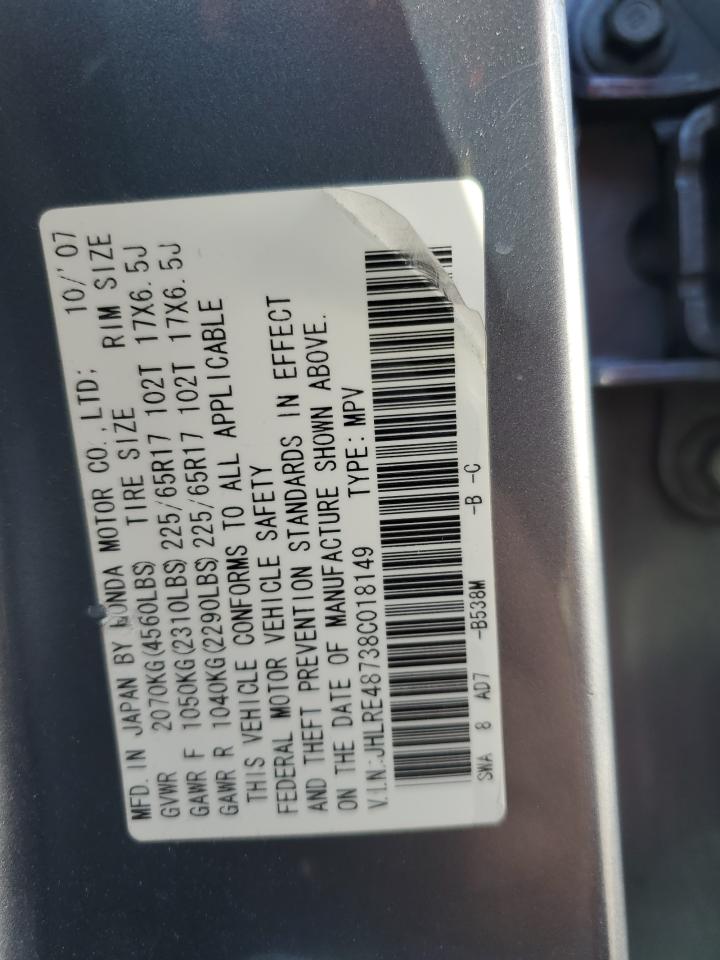 MFD. IN JAPAN BY HONDA MOTOR CO., LTD; 10/'07
GVWR 2070KG(4560LBS) TIRE SIZE RIM SIZE
GAWR F 1050KG(2310LBS) 225/65R17 102T 17X6.5J
GAWR R 1040KG(2290LBS) 225/65R17 102T 17X6.5J
THIS VEHICLE CONFORMS TO ALL APPLICABLE
FEDERAL MOTOR VEHICLE SAFETY
AND THEFT PREVENTION STANDARDS IN EFFECT
ON THE DATE OF MANUFACTURE SHOWN ABOVE.
V.I.N.:JHLRE48738C018149 TYPE: MPV
SWA 8 AD7 -B538M -B -C